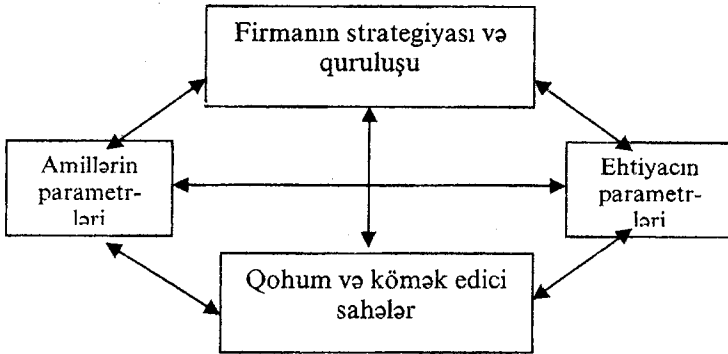 Firmanın strategiyası və
quruluşu
Amillərin
parametr-
ləri
Ehtiyacın
parametr-
ləri
Qohum və kömək edici
sahələr